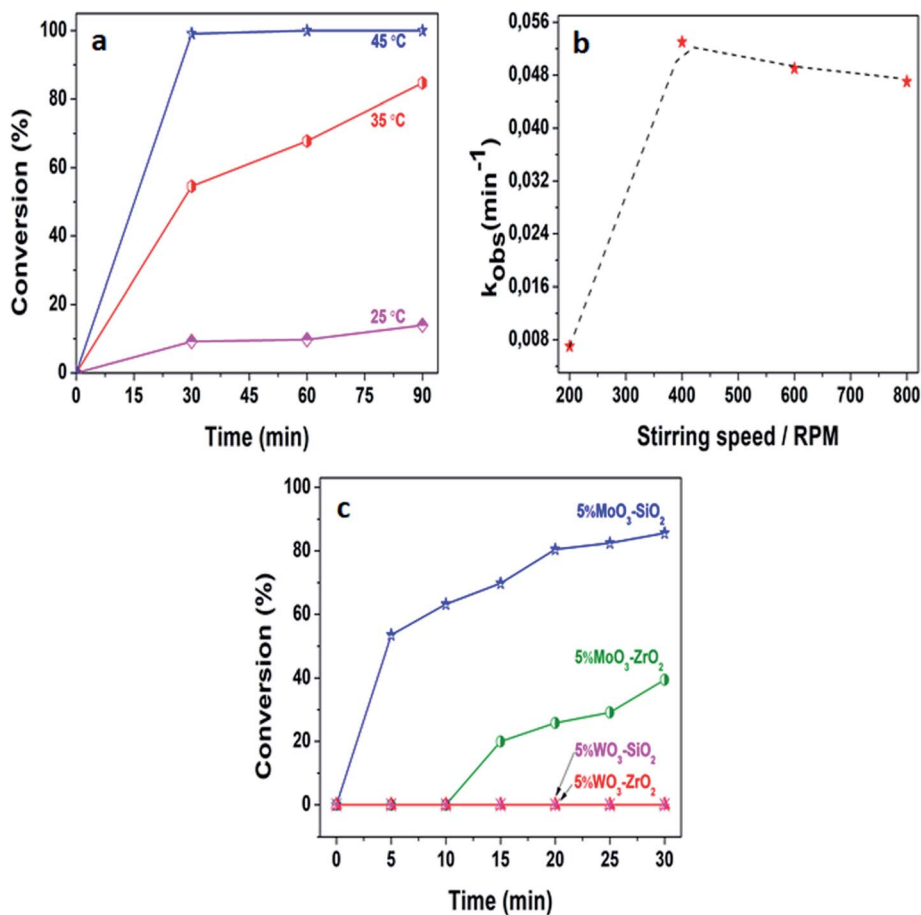 a
Conversion (%)
100
80
60
40
20
0
45 °C
35 °C
25 °C
0 15 30 45 60 75 90
Time (min)
b
k_obs(min⁻¹)
0,056
0,048
0,040
0,032
0,024
0,016
0,008
200 300 400 500 600 700 800
Stirring speed / RPM
c
Conversion (%)
100
80
60
40
20
0
5%MoO₃-SiO₂
5%MoO₃-ZrO₂
5%WO₃-SiO₂
5%WO₃-ZrO₂
0 5 10 15 20 25 30
Time (min)